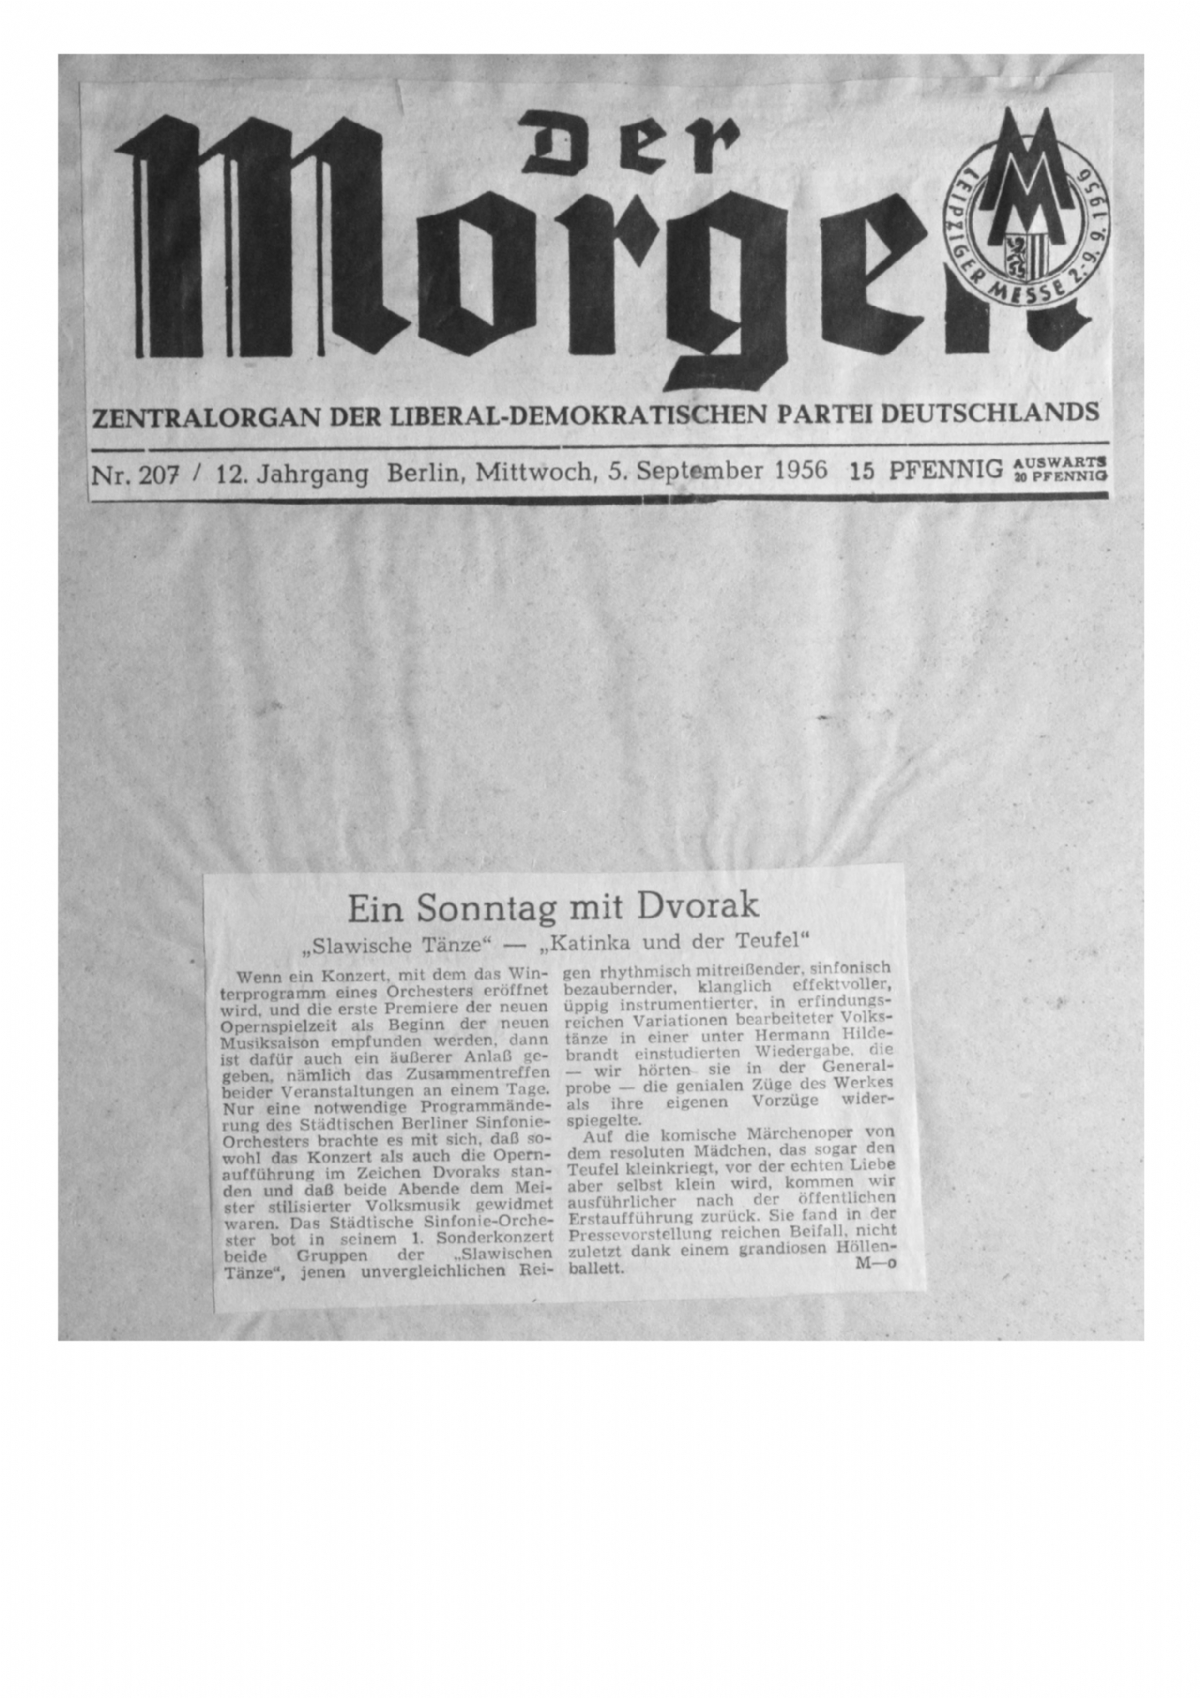 Der
Morgen
LEIPZIGER MESSE 2.-9. 9. 1956
MM
ZENTRALORGAN DER LIBERAL-DEMOKRATISCHEN PARTEI DEUTSCHLANDS
Nr. 207 / 12. Jahrgang Berlin, Mittwoch, 5. September 1956 15 PFENNIG AUSWARTS
20 PFENNIG
Ein Sonntag mit Dvorak
„Slawische Tänze“ — „Katinka und der Teufel“
Wenn ein Konzert, mit dem das Win-
terprogramm eines Orchesters eröffnet
wird, und die erste Premiere der neuen
Opernspielzeit als Beginn der neuen
Musiksaison empfunden werden, dann
ist dafür auch ein äußerer Anlaß ge-
geben, nämlich das Zusammentreffen
beider Veranstaltungen an einem Tage.
Nur eine notwendige Programmände-
rung des Städtischen Berliner Sinfonie-
Orchesters brachte es mit sich, daß so-
wohl das Konzert als auch die Opern-
aufführung im Zeichen Dvoraks stan-
den und daß beide Abende dem Mei-
ster stilisierter Volksmusik gewidmet
waren. Das Städtische Sinfonie-Orche-
ster bot in seinem 1. Sonderkonzert
beide Gruppen der „Slawischen
Tänze“, jenen unvergleichlichen Rei-
gen rhythmisch mitreißender, sinfonisch
bezaubernder, klanglich effektvoller,
üppig instrumentierter, in erfindungs-
reichen Variationen bearbeiteter Volks-
tänze in einer unter Hermann Hilde-
brandt einstudierten Wiedergabe, die
— wir hörten sie in der General-
probe — die genialen Züge des Werkes
als ihre eigenen Vorzüge wider-
spiegelte.
Auf die komische Märchenoper von
dem resoluten Mädchen, das sogar den
Teufel kleinkriegt, vor der echten Liebe
aber selbst klein wird, kommen wir
ausführlicher nach der öffentlichen
Erstaufführung zurück. Sie fand in der
Pressevorstellung reichen Beifall, nicht
zuletzt dank einem grandiosen Höllen-
ballett. M—o